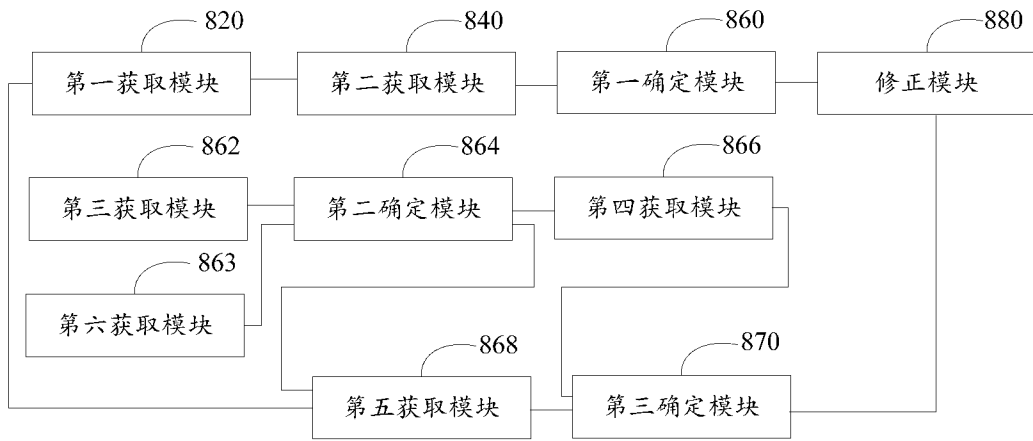 820
840
860
880
第一获取模块
第二获取模块
第一确定模块
修正模块
862
864
866
第三获取模块
第二确定模块
第四获取模块
863
第六获取模块
868
870
第五获取模块
第三确定模块